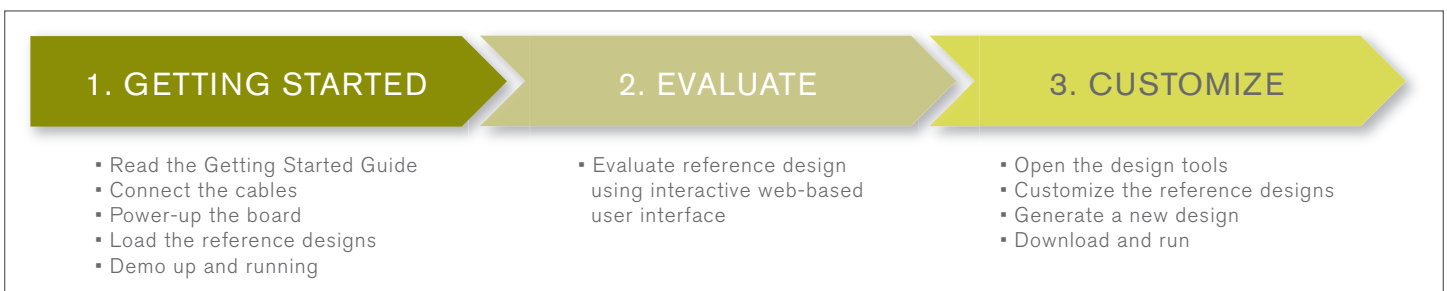 1. GETTING STARTED
▪ Read the Getting Started Guide
▪ Connect the cables
▪ Power-up the board
▪ Load the reference designs
▪ Demo up and running
2. EVALUATE
▪ Evaluate reference design
using interactive web-based
user interface
3. CUSTOMIZE
▪ Open the design tools
▪ Customize the reference designs
▪ Generate a new design
▪ Download and run